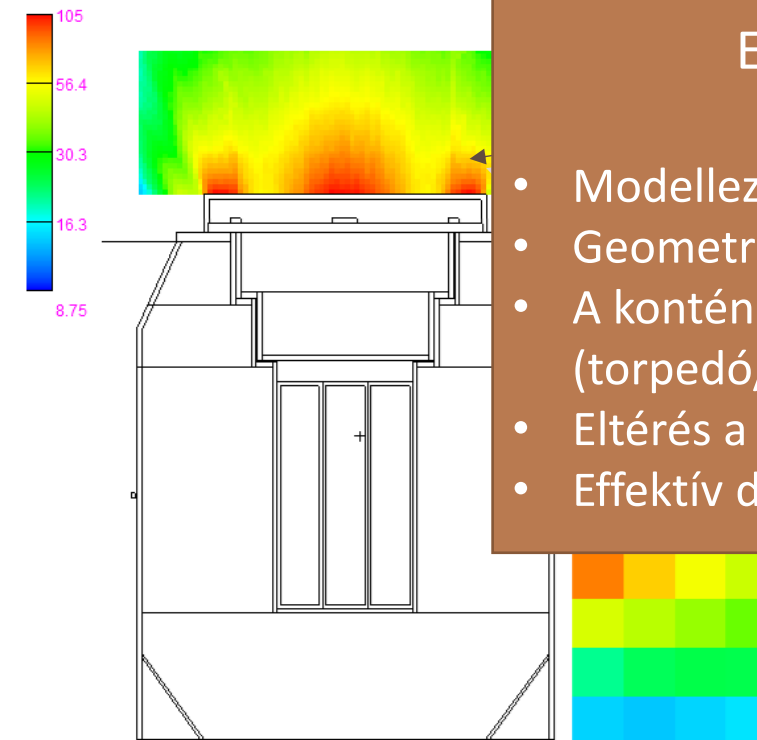 105
56.4
30.3
16.3
8.75
E
• Modellez
• Geometr
• A kontén
(torpedó,
• Eltérés a
• Effektív d